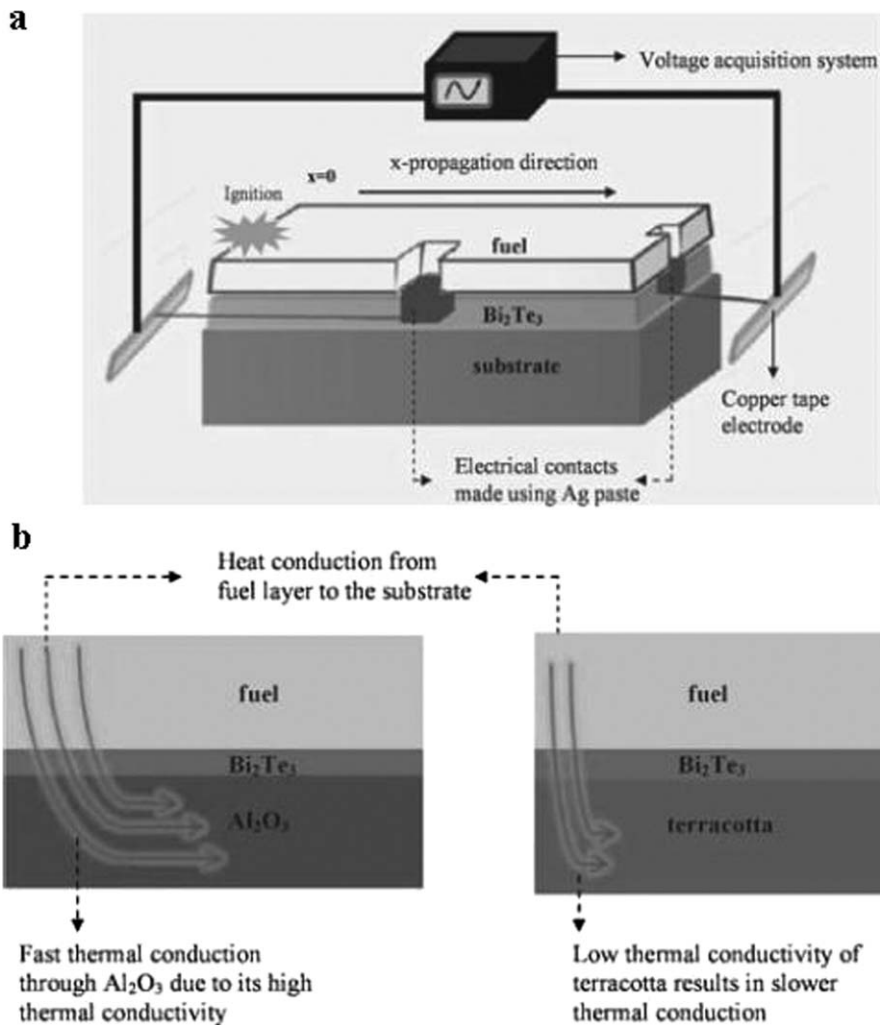 a
Voltage acquisition system
x-propagation direction
x=0
Ignition
fuel
Bi₂Te₃
substrate
Copper tape
electrode
Electrical contacts
made using Ag paste
b
Heat conduction from
fuel layer to the substrate
fuel
Bi₂Te₃
Al₂O₃
fuel
Bi₂Te₃
terracotta
Fast thermal conduction
through Al₂O₃ due to its high
thermal conductivity
Low thermal conductivity of
terracotta results in slower
thermal conduction